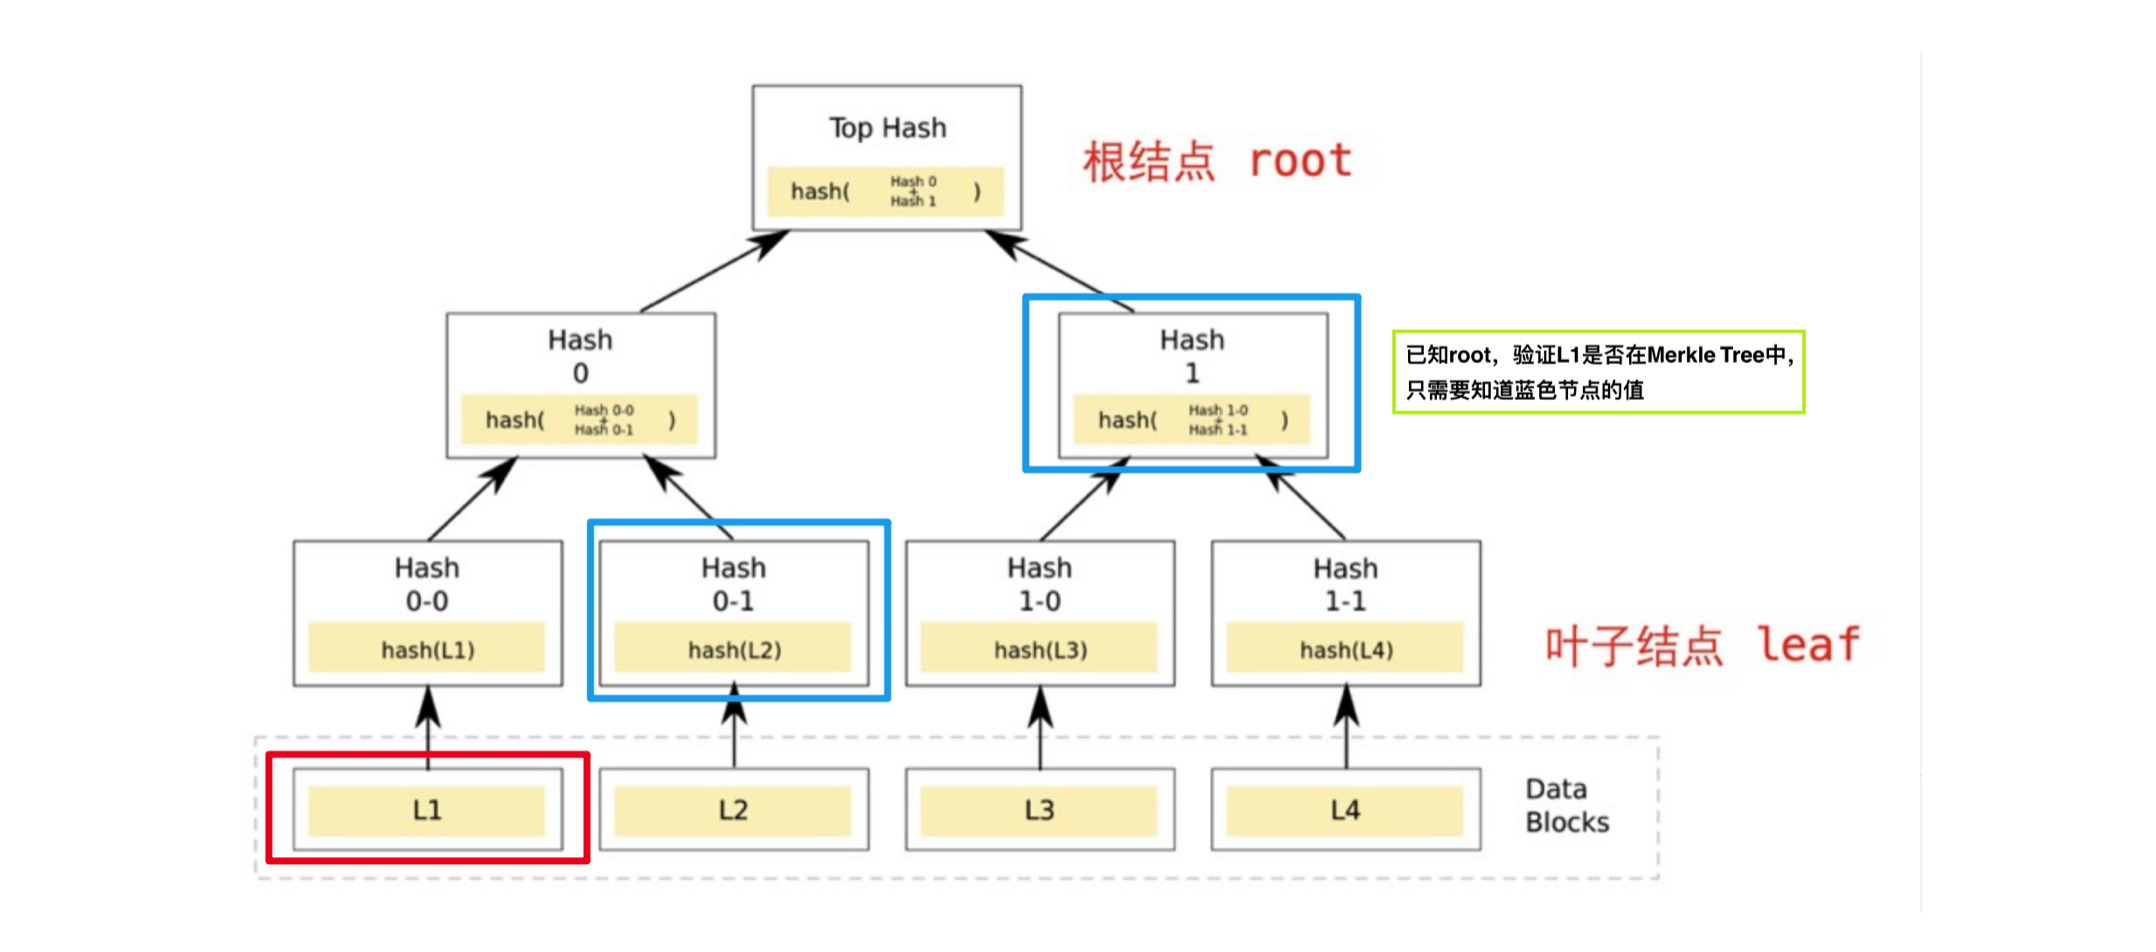 Top Hash
hash( Hash 0 + Hash 1 )
根结点 root
Hash
0
hash( Hash 0-0 + Hash 0-1 )
Hash
1
hash( Hash 1-0 + Hash 1-1 )
已知root，验证L1是否在Merkle Tree中，
只需要知道蓝色节点的值
Hash
0-0
hash(L1)
Hash
0-1
hash(L2)
Hash
1-0
hash(L3)
Hash
1-1
hash(L4)
叶子结点 leaf
L1
L2
L3
L4
Data
Blocks